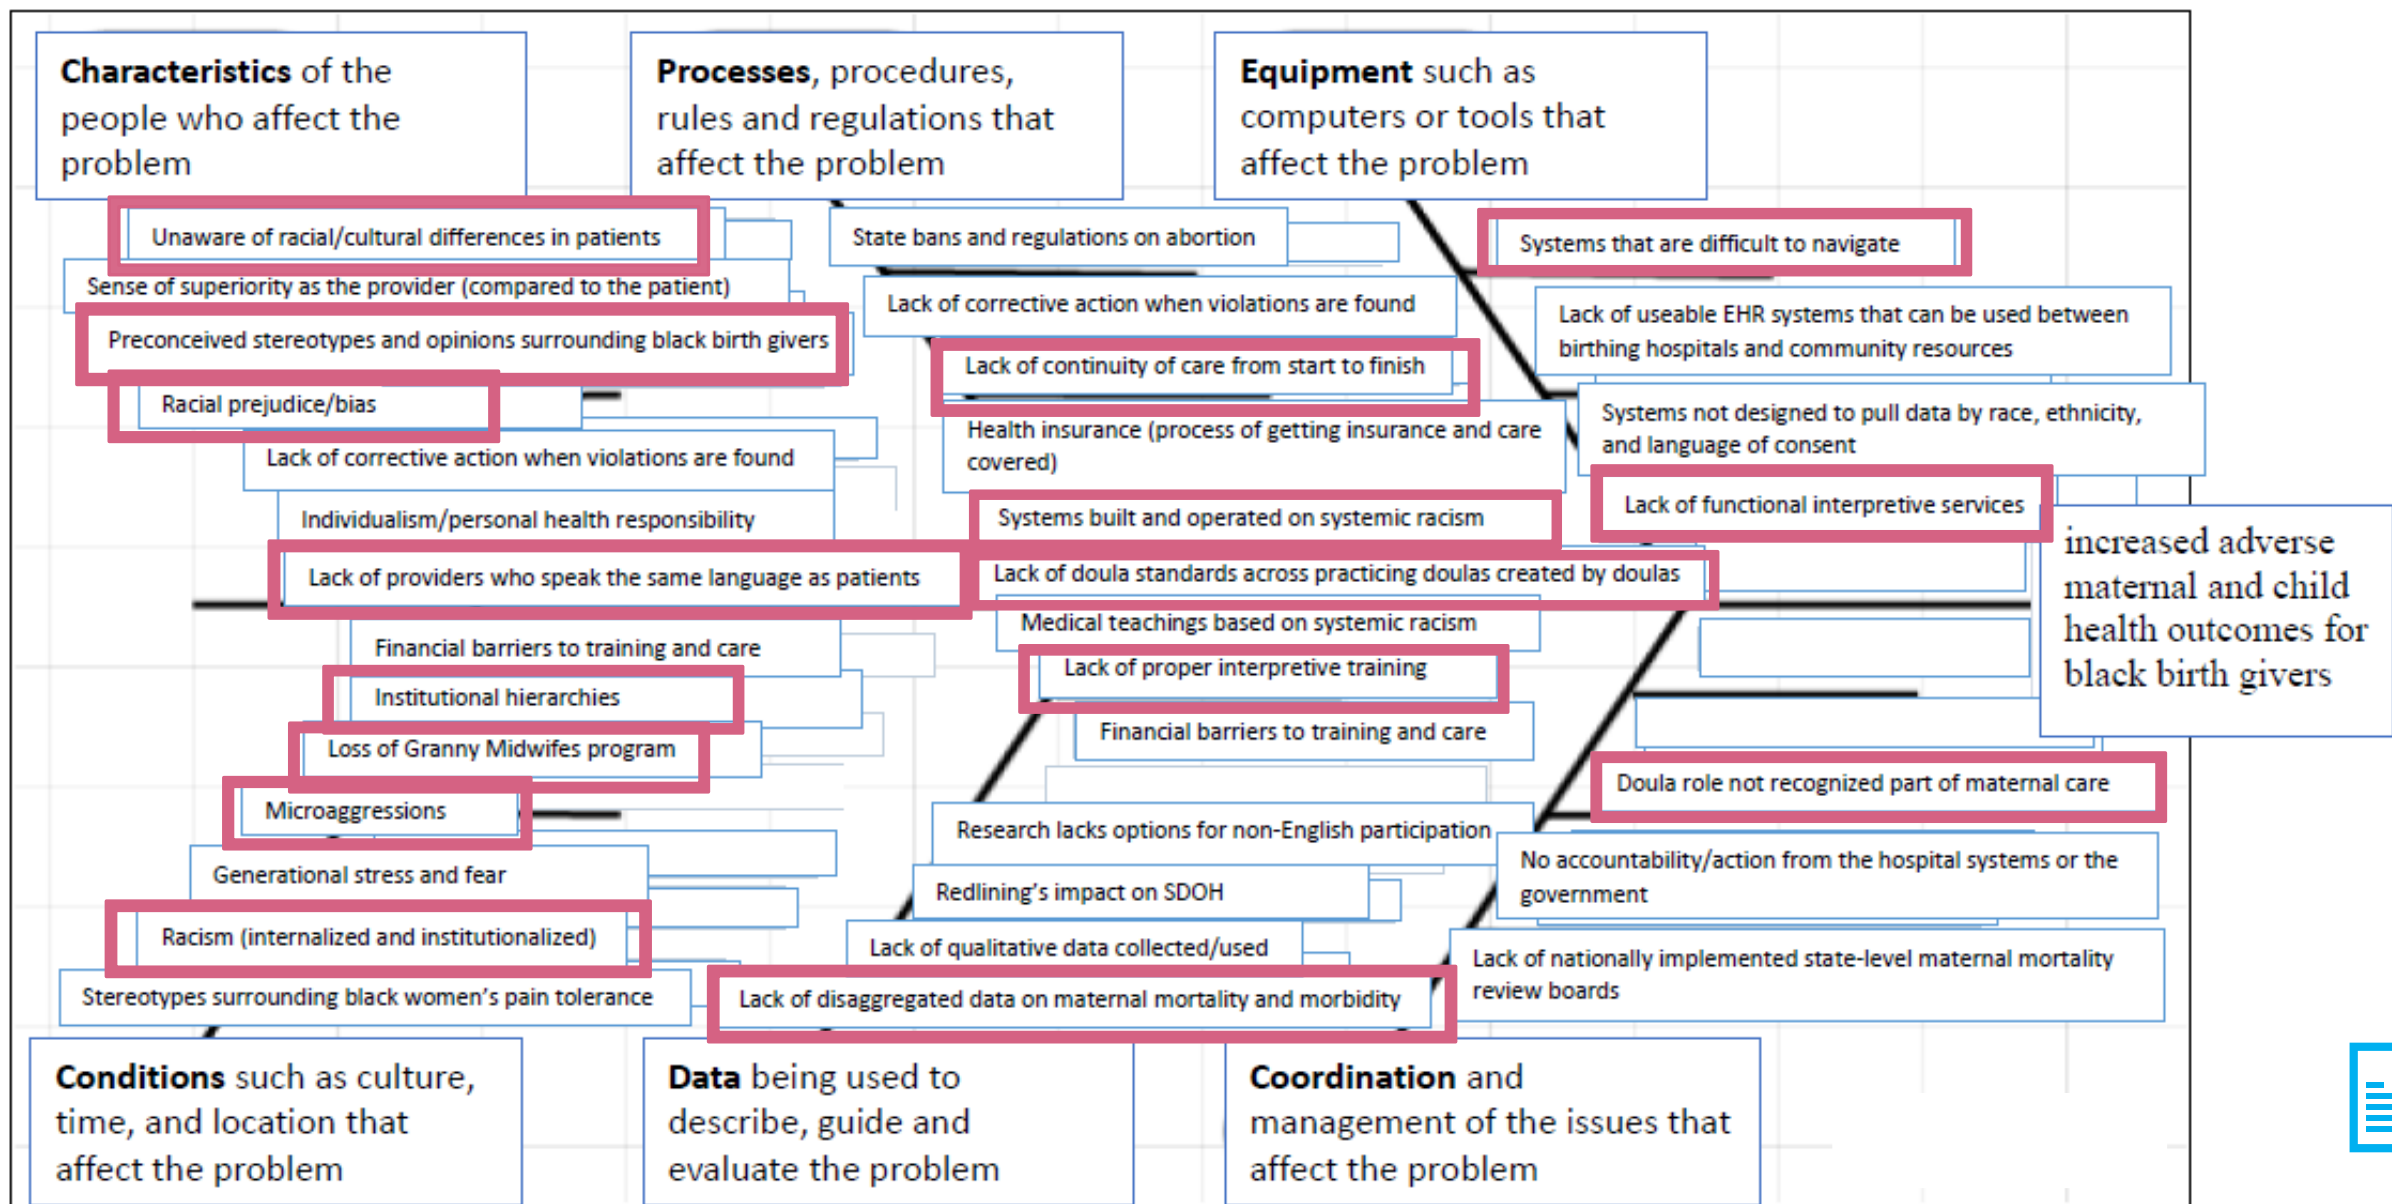 Characteristics of the
people who affect the
problem
Processes, procedures,
rules and regulations that
affect the problem
Equipment such as
computers or tools that
affect the problem
Unaware of racial/cultural differences in patients
Sense of superiority as the provider (compared to the patient)
Preconceived stereotypes and opinions surrounding black birth givers
Racial prejudice/bias
Lack of corrective action when violations are found
Individualism/personal health responsibility
Lack of providers who speak the same language as patients
State bans and regulations on abortion
Lack of corrective action when violations are found
Lack of continuity of care from start to finish
Health insurance (process of getting insurance and care
covered)
Systems built and operated on systemic racism
Lack of doula standards across practicing doulas created by doulas
Medical teachings based on systemic racism
Lack of proper interpretive training
Financial barriers to training and care
Systems that are difficult to navigate
Lack of useable EHR systems that can be used between
birthing hospitals and community resources
Systems not designed to pull data by race, ethnicity,
and language of consent
Lack of functional interpretive services
increased adverse
maternal and child
health outcomes for
black birth givers
Financial barriers to training and care
Institutional hierarchies
Loss of Granny Midwifes program
Microaggressions
Generational stress and fear
Racism (internalized and institutionalized)
Stereotypes surrounding black women's pain tolerance
Research lacks options for non-English participation
Redlining's impact on SDOH
Lack of qualitative data collected/used
Lack of disaggregated data on maternal mortality and morbidity
Doula role not recognized part of maternal care
No accountability/action from the hospital systems or the
government
Lack of nationally implemented state-level maternal mortality
review boards
Conditions such as culture,
time, and location that
affect the problem
Data being used to
describe, guide and
evaluate the problem
Coordination and
management of the issues that
affect the problem